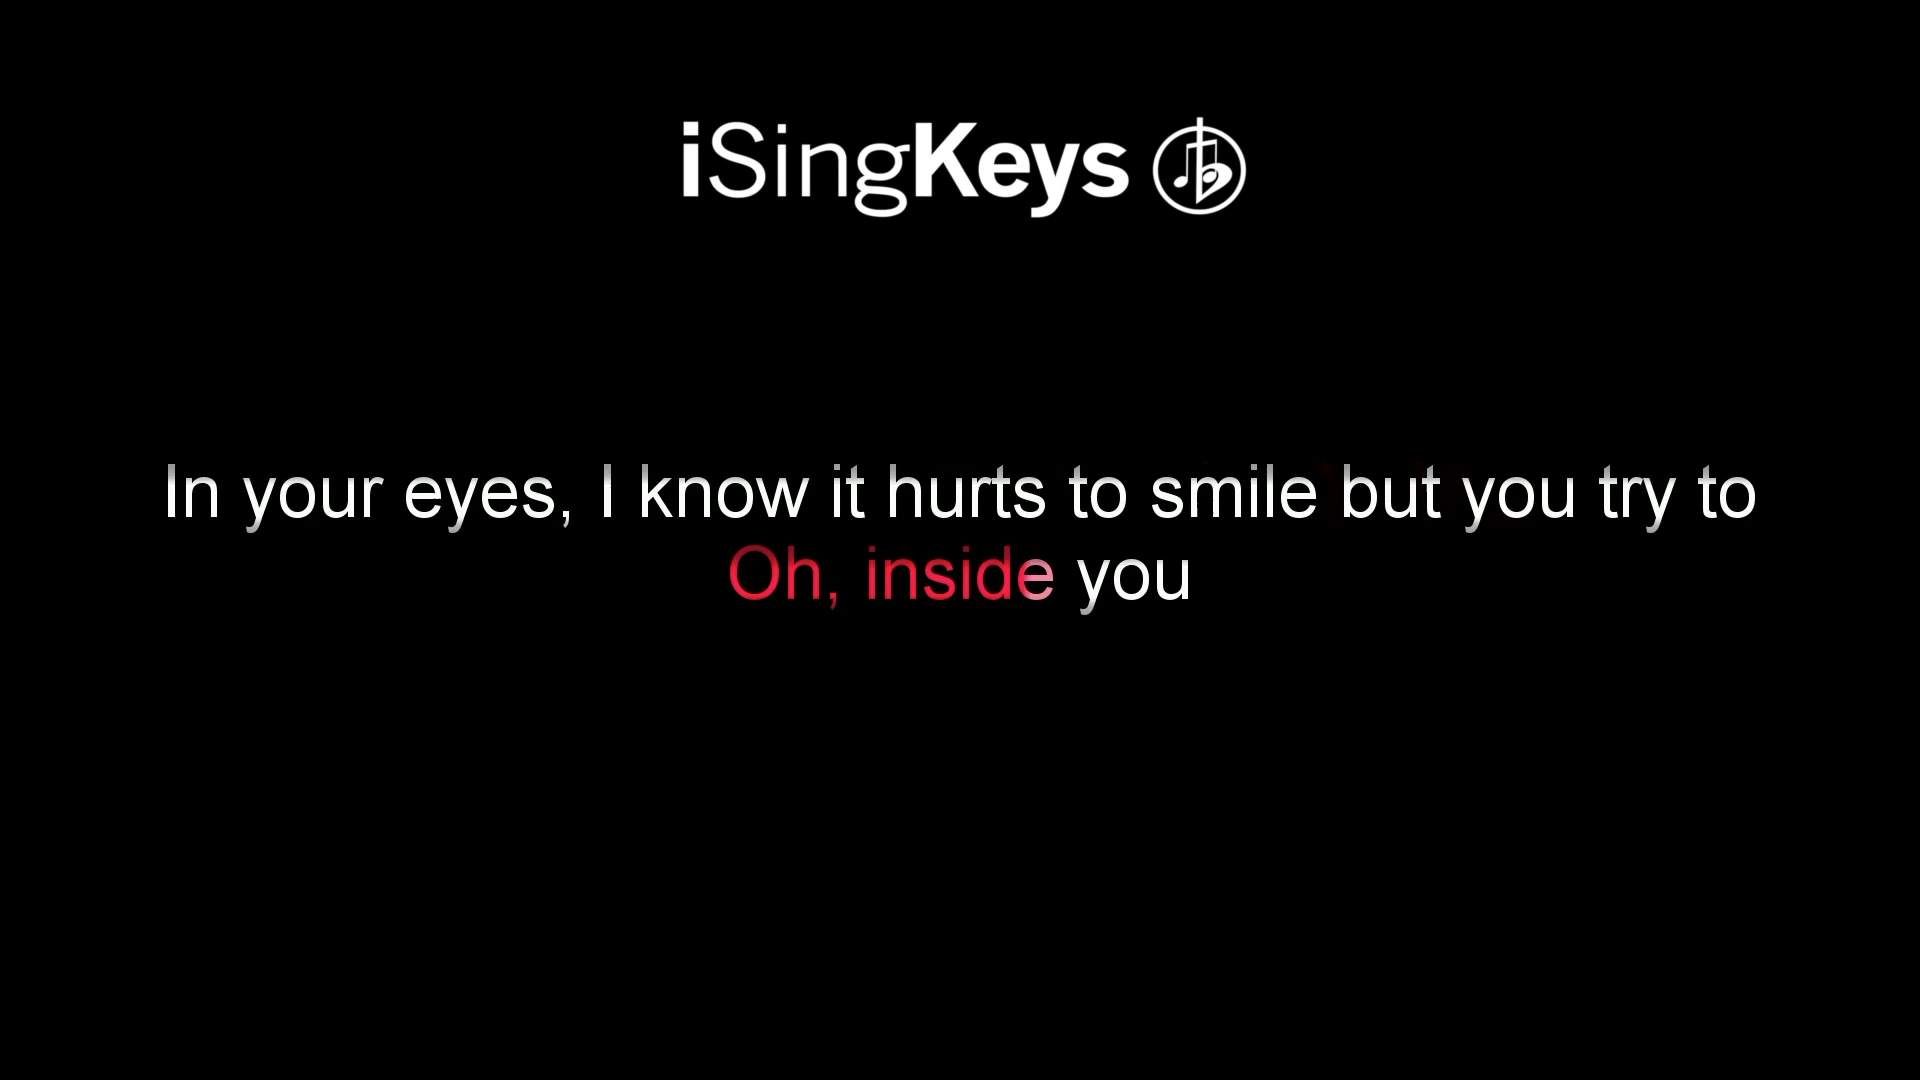 iSingKeys
In your eyes, I know it hurts to smile but you try to
Oh, inside you